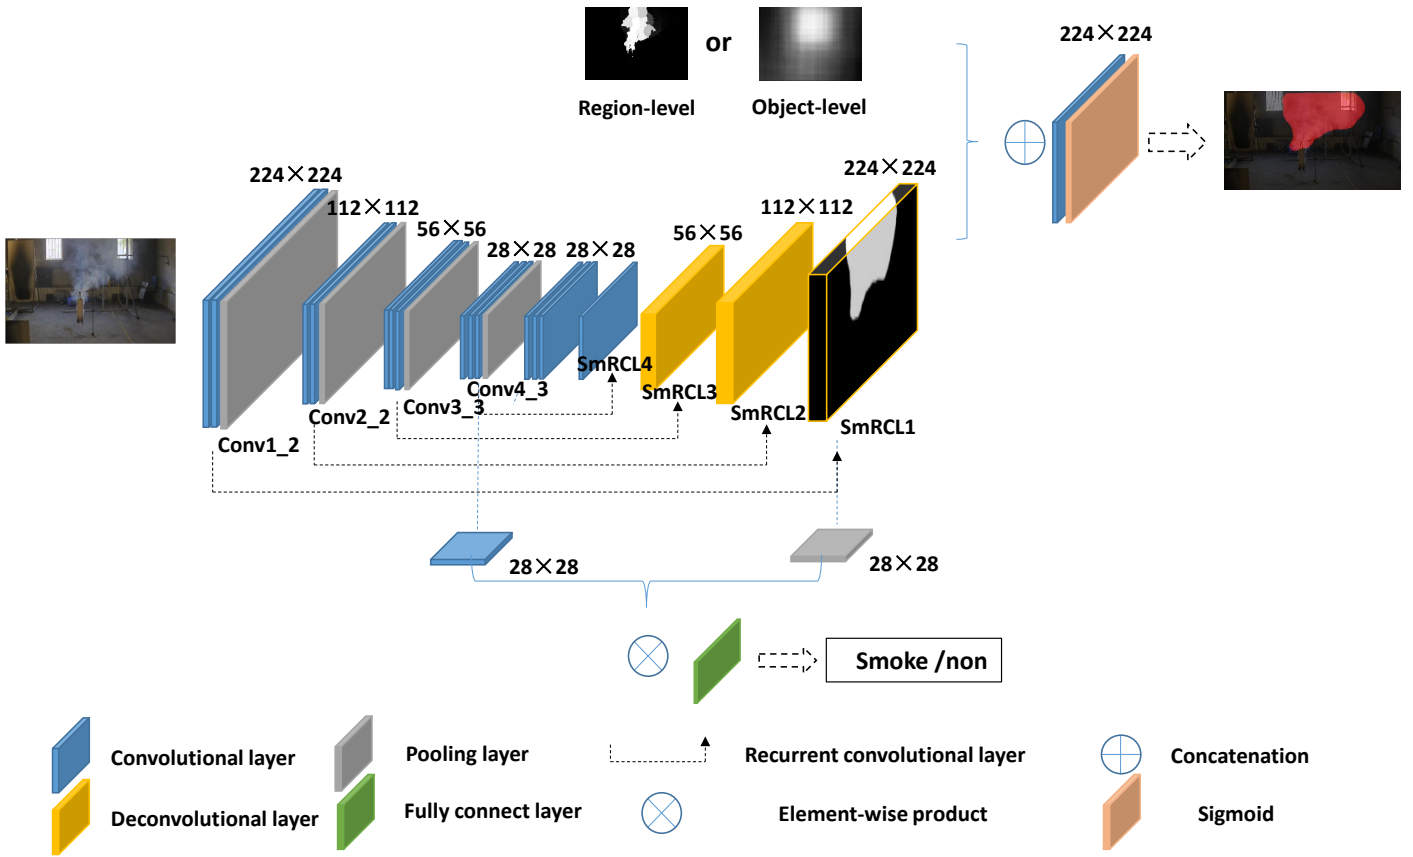 or
Region-level
Object-level
224×224
224×224
112×112
56×56
28×28
28×28
56×56
112×112
224×224
Conv1_2
Conv2_2
Conv3_3
Conv4_3
SmRCL4
SmRCL3
SmRCL2
SmRCL1
28×28
28×28
Smoke /non
Convolutional layer
Pooling layer
Recurrent convolutional layer
Concatenation
Deconvolutional layer
Fully connect layer
Element-wise product
Sigmoid